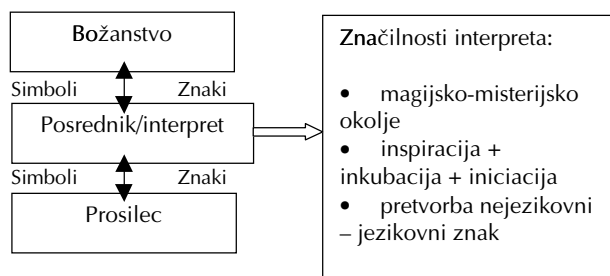 Božanstvo
Simboli Znaki
Posrednik/interpret
Simboli Znaki
Prosilec
Značilnosti interpreta:
• magijsko-misterijsko
okolje
• inspiracija +
inkubacija + iniciacija
• pretvorba nejezikovni
– jezikovni znak